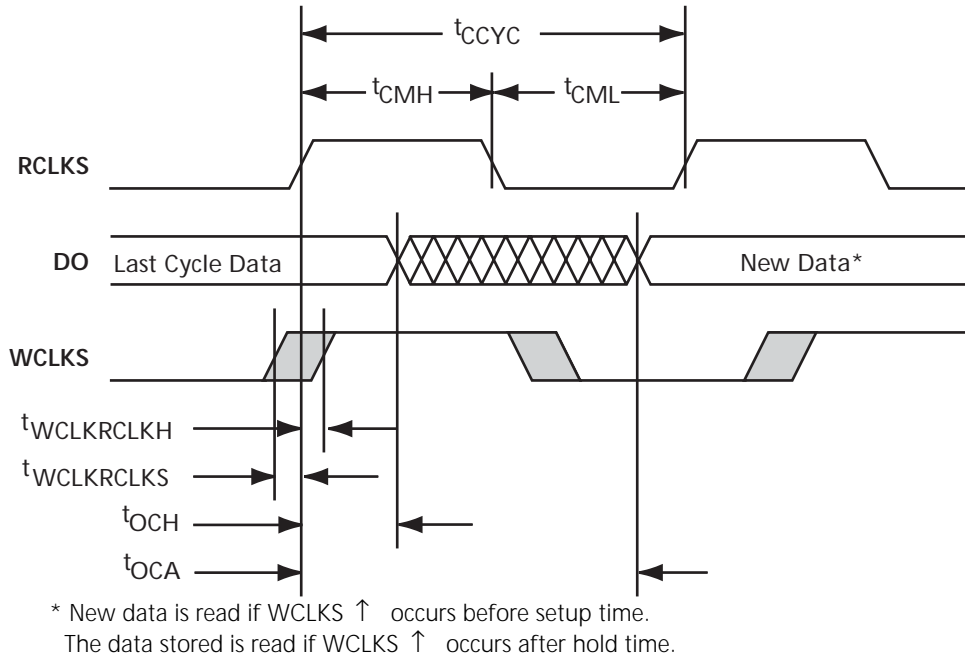 tCCYC
tCMH
tCML
RCLKS
DO
Last Cycle Data
New Data*
WCLKS
tWCLKRCLKH
tWCLKRCLKS
tOCH
tOCA
* New data is read if WCLKS ↑ occurs before setup time.
The data stored is read if WCLKS ↑ occurs after hold time.